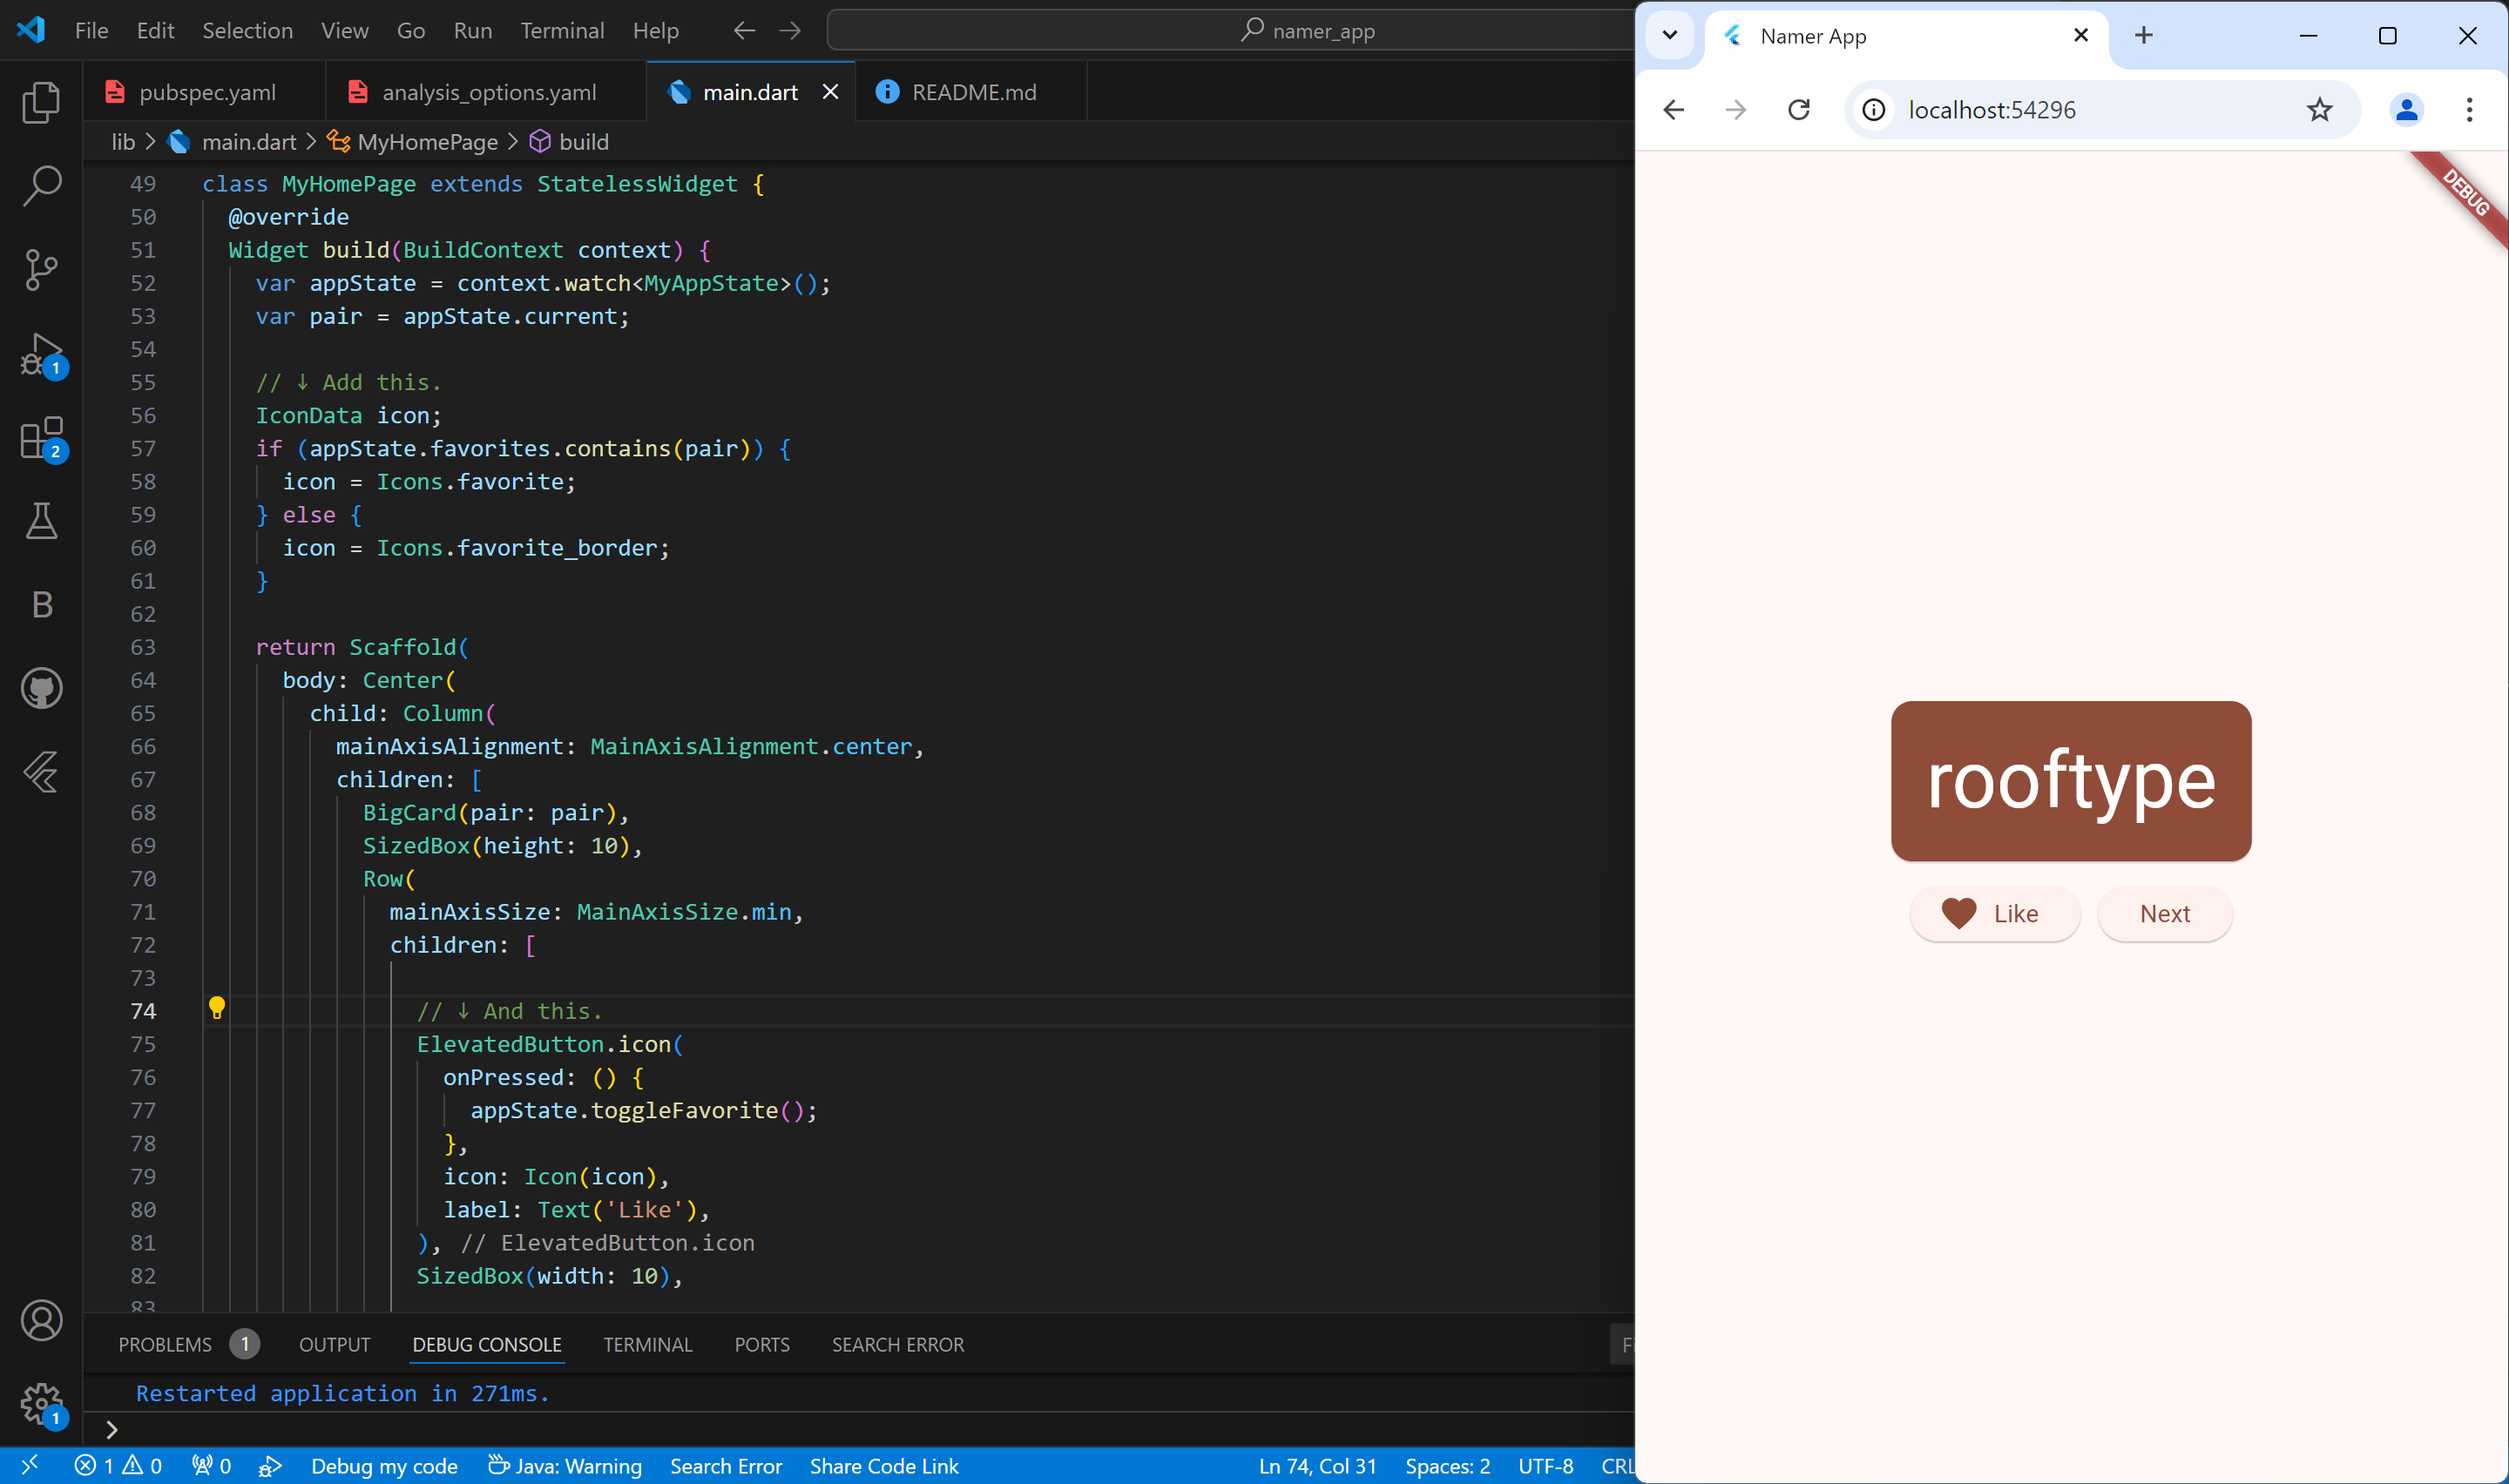 File Edit Selection View Go Run Terminal Help
namer_app
pubspec.yaml
analysis_options.yaml
main.dart
README.md
lib > main.dart > MyHomePage > build
49 class MyHomePage extends StatelessWidget {
50 @override
51 Widget build(BuildContext context) {
52 var appState = context.watch<MyAppState>();
53 var pair = appState.current;
54
55 // ↓ Add this.
56 IconData icon;
57 if (appState.favorites.contains(pair)) {
58 icon = Icons.favorite;
59 } else {
60 icon = Icons.favorite_border;
61 }
62
63 return Scaffold(
64 body: Center(
65 child: Column(
66 mainAxisAlignment: MainAxisAlignment.center,
67 children: [
68 BigCard(pair: pair),
69 SizedBox(height: 10),
70 Row(
71 mainAxisSize: MainAxisSize.min,
72 children: [
73
74 // ↓ And this.
75 ElevatedButton.icon(
76 onPressed: () {
77 appState.toggleFavorite();
78 },
79 icon: Icon(icon),
80 label: Text('Like'),
81 ), // ElevatedButton.icon
82 SizedBox(width: 10),
83
1
2
B
1
PROBLEMS 1 OUTPUT DEBUG CONSOLE TERMINAL PORTS SEARCH ERROR
Fi
Restarted application in 271ms.
>
1 0 0 Debug my code Java: Warning Search Error Share Code Link Ln 74, Col 31 Spaces: 2 UTF-8 CRL
Namer App
localhost:54296
DEBUG
rooftype
Like
Next